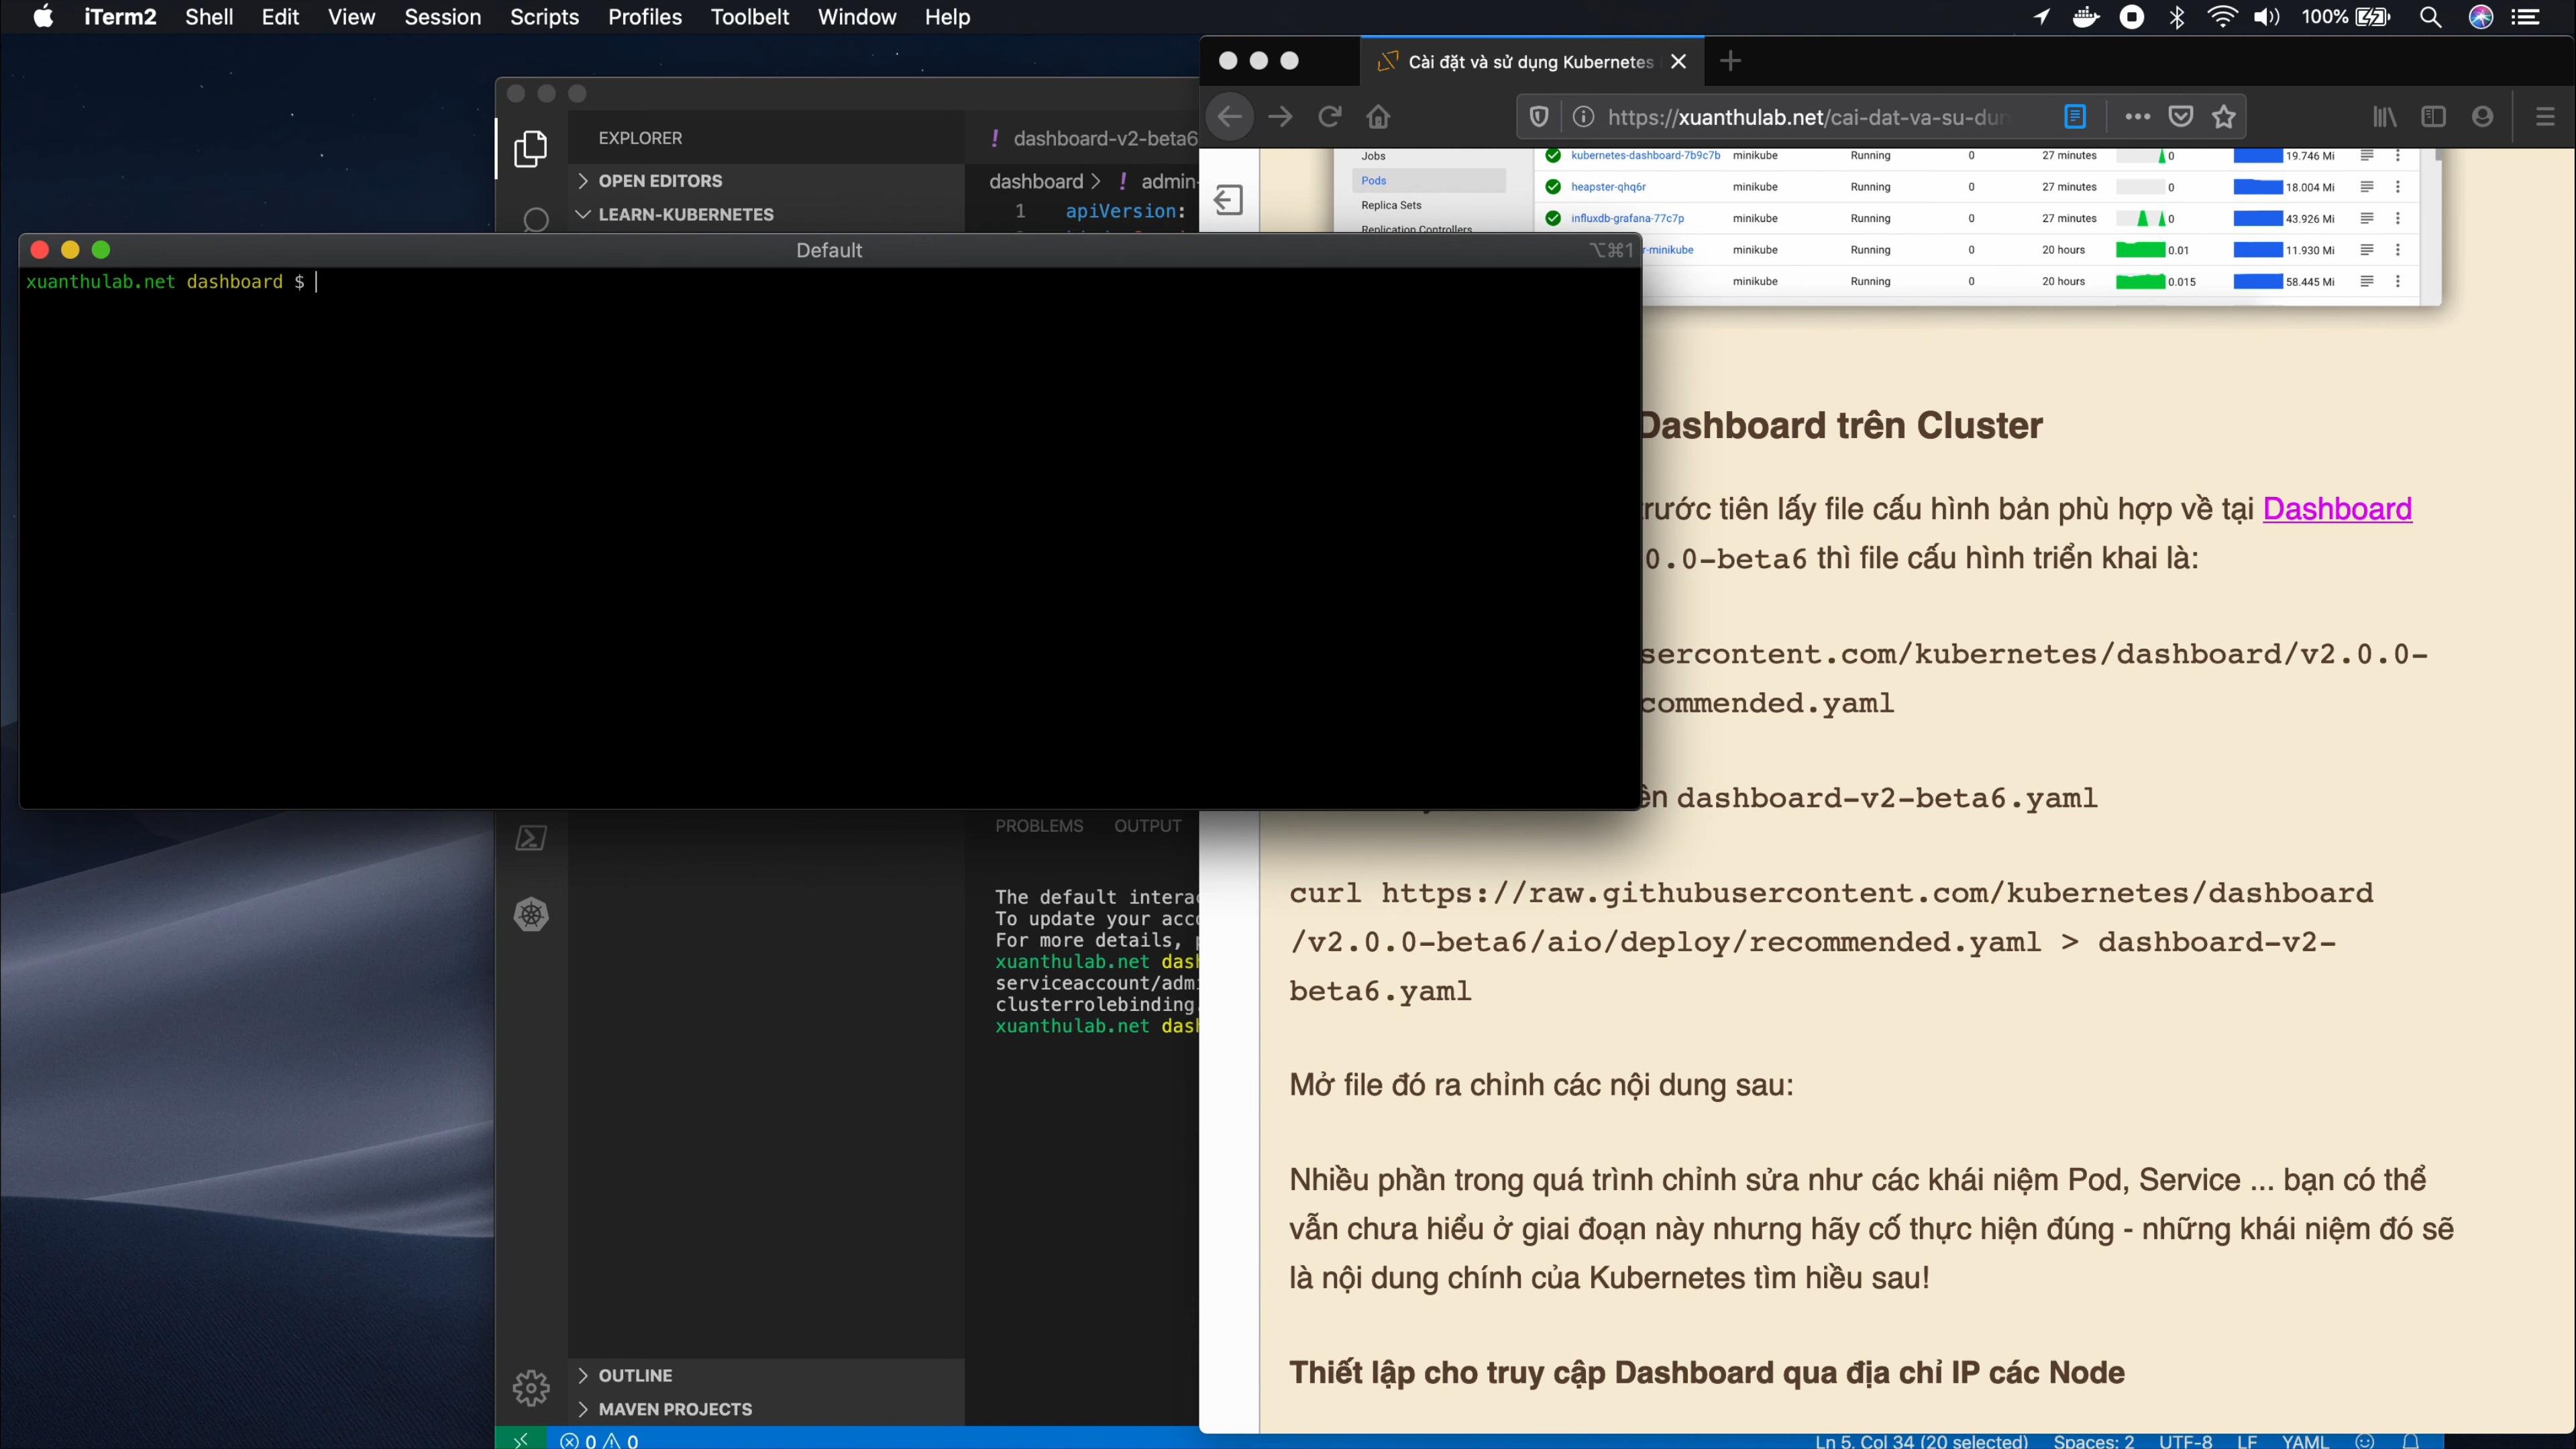 iTerm2 Shell Edit View Session Scripts Profiles Toolbelt Window Help
100%
Cài đặt và sử dụng Kubernetes
https://xuanthulab.net/cai-dat-va-su-dun
EXPLORER
OPEN EDITORS
LEARN-KUBERNETES
! dashboard-v2-beta6
dashboard > ! admin-
1 apiVersion:
Jobs
Pods
Replica Sets
Replication Controllers
kubernetes-dashboard-7b9c7b minikube Running 0 27 minutes 0 19.746 Mi
heapster-qhq6r minikube Running 0 27 minutes 0 18.004 Mi
influxdb-grafana-77c7p minikube Running 0 27 minutes 0 43.926 Mi
r-minikube minikube Running 0 20 hours 0.01 11.930 Mi
minikube Running 0 20 hours 0.015 58.445 Mi
Default
⌥⌘1
xuanthulab.net dashboard $
Dashboard trên Cluster
trước tiên lấy file cấu hình bản phù hợp về tại Dashboard
0.0-beta6 thì file cấu hình triển khai là:
sercontent.com/kubernetes/dashboard/v2.0.0-
commended.yaml
ên dashboard-v2-beta6.yaml
curl https://raw.githubusercontent.com/kubernetes/dashboard
/v2.0.0-beta6/aio/deploy/recommended.yaml > dashboard-v2-
beta6.yaml
Mở file đó ra chỉnh các nội dung sau:
Nhiều phần trong quá trình chỉnh sửa như các khái niệm Pod, Service ... bạn có thể
vẫn chưa hiểu ở giai đoạn này nhưng hãy cố thực hiện đúng - những khái niệm đó sẽ
là nội dung chính của Kubernetes tìm hiều sau!
Thiết lập cho truy cập Dashboard qua địa chỉ IP các Node
PROBLEMS OUTPUT
The default interac
To update your acco
For more details, p
xuanthulab.net dash
serviceaccount/admi
clusterrolebinding.
xuanthulab.net dash
OUTLINE
MAVEN PROJECTS
0 0
Ln 5, Col 34 (20 selected) Spaces: 2 UTF-8 LF YAML